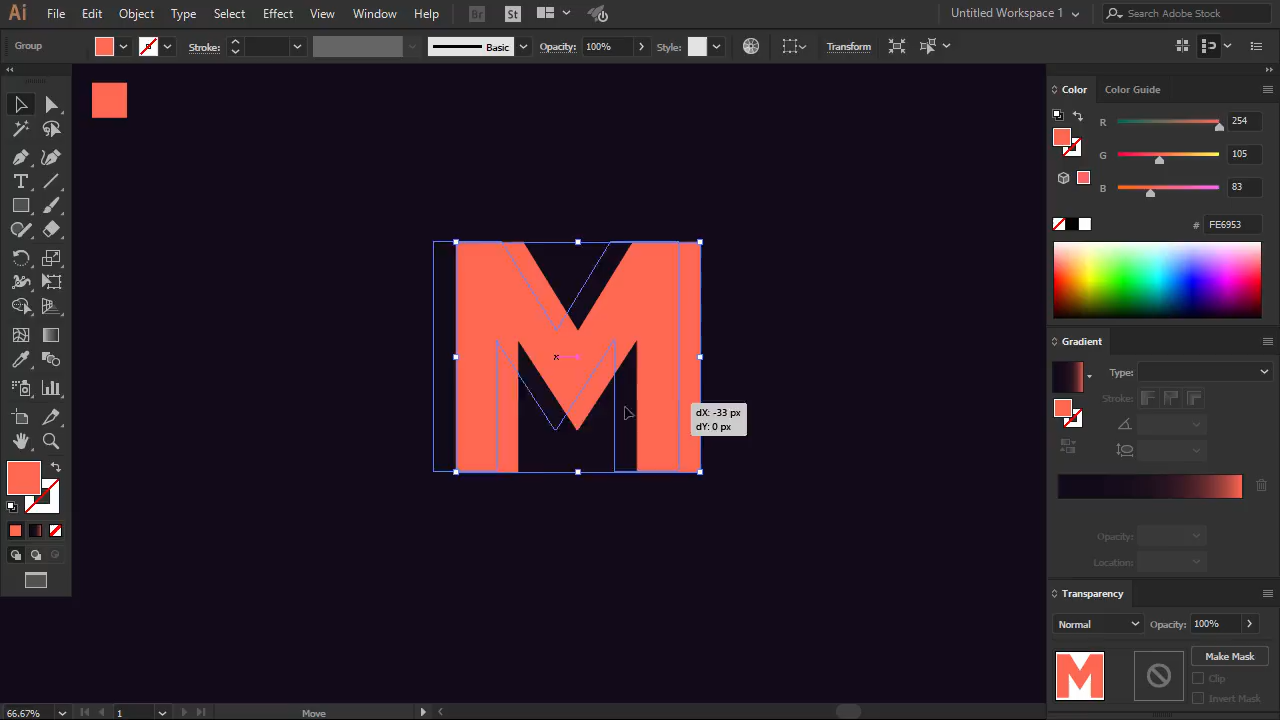 Ai File Edit Object Type Select Effect View Window Help Br St Untitled Workspace 1 Search Adobe Stock
Group Stroke: Basic Opacity: 100% Style: Transform
Color Color Guide
R 254
G 105
B 83
# FE6953
M
dX: -33 px
dY: 0 px
Gradient
Type:
Stroke:
Opacity:
Location:
Transparency
Normal Opacity: 100%
M Make Mask
Clip
Invert Mask
66.67% 1 Move